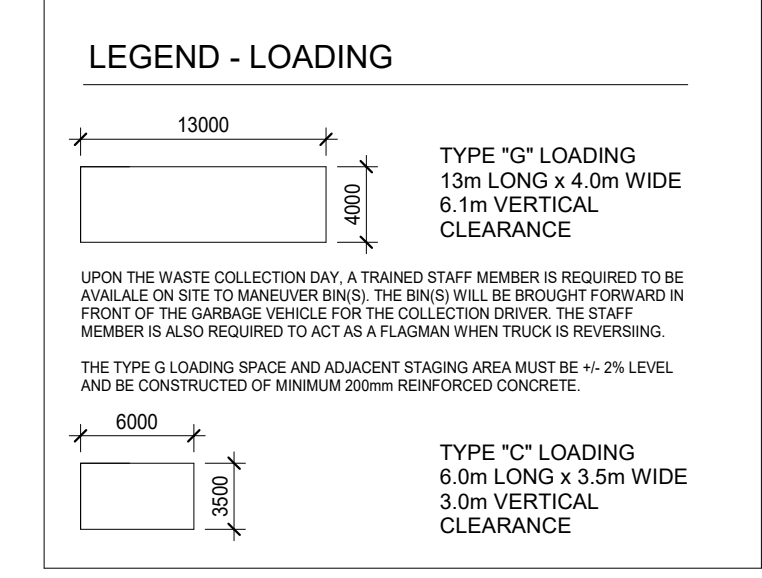 LEGEND - LOADING
13000
4000
TYPE "G" LOADING
13m LONG x 4.0m WIDE
6.1m VERTICAL
CLEARANCE
UPON THE WASTE COLLECTION DAY, A TRAINED STAFF MEMBER IS REQUIRED TO BE
AVAILALE ON SITE TO MANEUVER BIN(S). THE BIN(S) WILL BE BROUGHT FORWARD IN
FRONT OF THE GARBAGE VEHICLE FOR THE COLLECTION DRIVER. THE STAFF
MEMBER IS ALSO REQUIRED TO ACT AS A FLAGMAN WHEN TRUCK IS REVERSIING.
THE TYPE G LOADING SPACE AND ADJACENT STAGING AREA MUST BE +/- 2% LEVEL
AND BE CONSTRUCTED OF MINIMUM 200mm REINFORCED CONCRETE.
6000
3500
TYPE "C" LOADING
6.0m LONG x 3.5m WIDE
3.0m VERTICAL
CLEARANCE